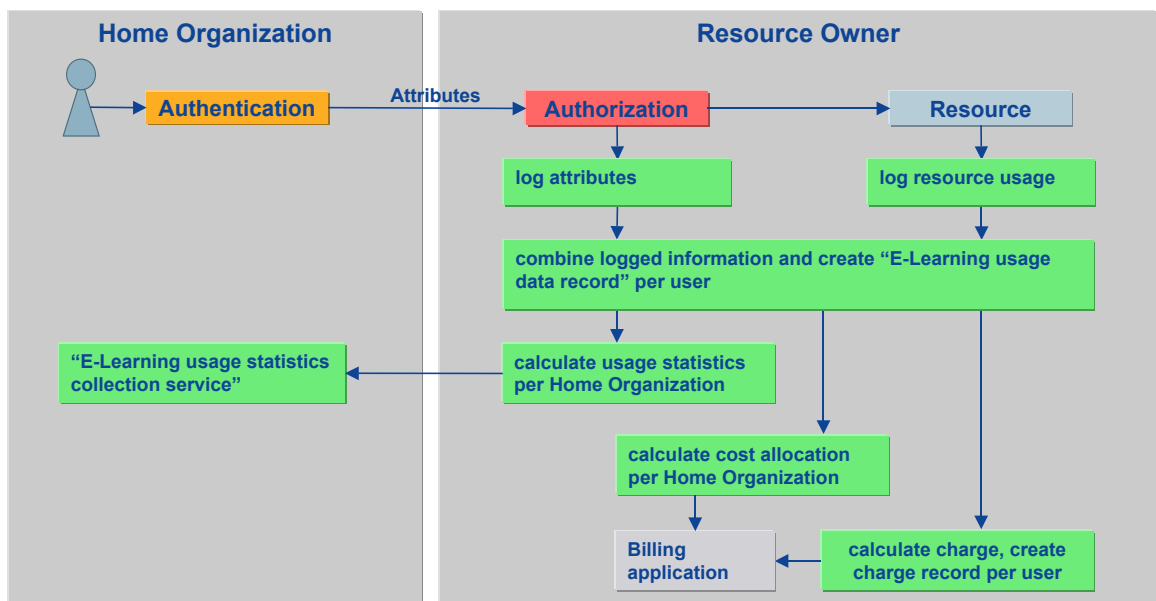 Home Organization
Resource Owner
Attributes
Authentication
Authorization
Resource
log attributes
log resource usage
combine logged information and create “E-Learning usage
data record” per user
“E-Learning usage statistics
collection service”
calculate usage statistics
per Home Organization
calculate cost allocation
per Home Organization
Billing
application
calculate charge, create
charge record per user